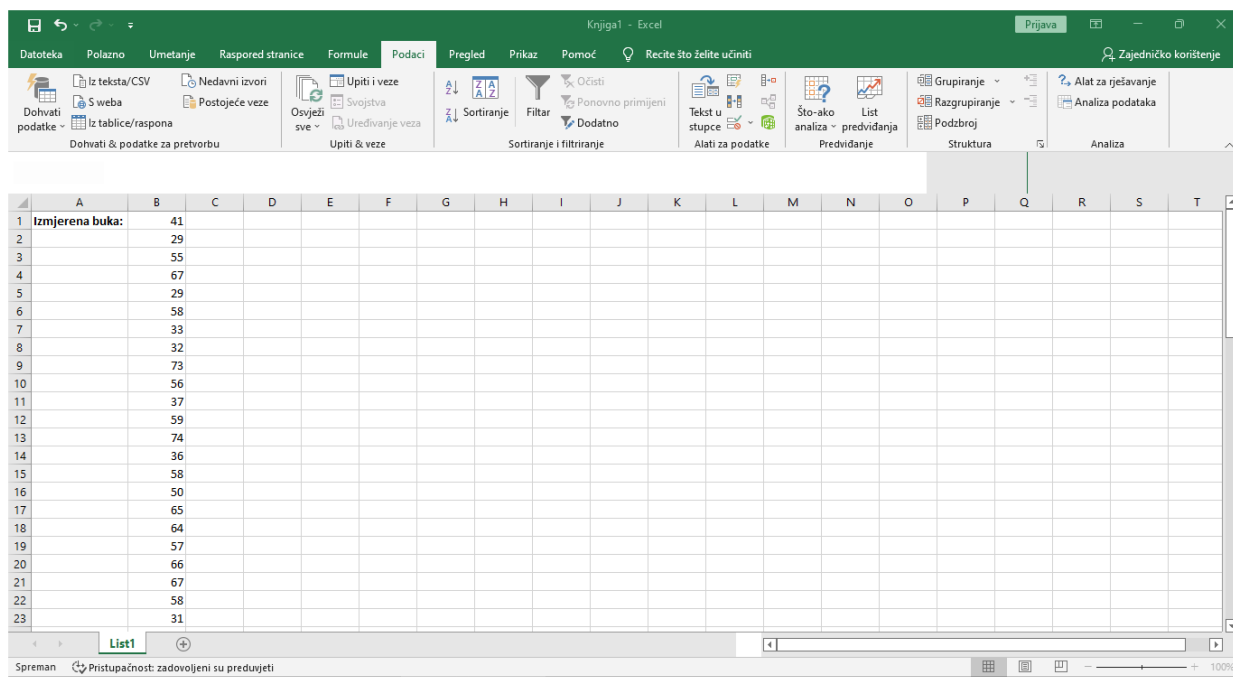 Knjiga1 - Excel Prijava
Datoteka Polazno Umetanje Raspored stranice Formule Podaci Pregled Prikaz Pomoć Recite što želite učiniti Zajedničko korištenje
Dohvati podatke
Iz teksta/CSV
S weba
Iz tablice/raspona
Nedavni izvori
Postojeće veze
Dohvati & podatke za pretvorbu
Osvježi sve
Upiti i veze
Svojstva
Uređivanje veza
Upiti & veze
Sortiranje
Filtar
Očisti
Ponovno primijeni
Dodatno
Sortiranje i filtriranje
Tekst u stupce
Alati za podatke
Što-ako analiza
List predviđanja
Predviđanje
Grupiranje
Razgrupiranje
Podzbroj
Struktura
Alat za rješavanje
Analiza podataka
Analiza
A B C D E F G H I J K L M N O P Q R S T
1 Izmjerena buka: 41
2 29
3 55
4 67
5 29
6 58
7 33
8 32
9 73
10 56
11 37
12 59
13 74
14 36
15 58
16 50
17 65
18 64
19 57
20 66
21 67
22 58
23 31
List1
Spreman Pristupačnost: zadovoljeni su preduvjeti 100%